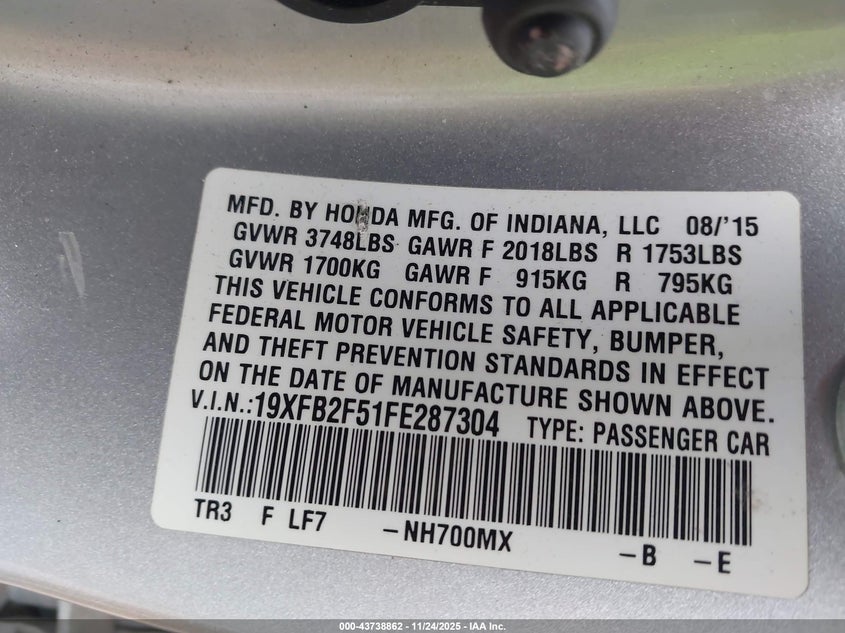 MFD. BY HONDA MFG. OF INDIANA, LLC 08/'15
GVWR 3748LBS GAWR F 2018LBS R 1753LBS
GVWR 1700KG GAWR F 915KG R 795KG
THIS VEHICLE CONFORMS TO ALL APPLICABLE
FEDERAL MOTOR VEHICLE SAFETY, BUMPER,
AND THEFT PREVENTION STANDARDS IN EFFECT
ON THE DATE OF MANUFACTURE SHOWN ABOVE.
V.I.N.:19XFB2F51FE287304 TYPE: PASSENGER CAR
TR3 F LF7 -NH700MX -B -E
000-43738862 - 11/24/2025 - IAA Inc.